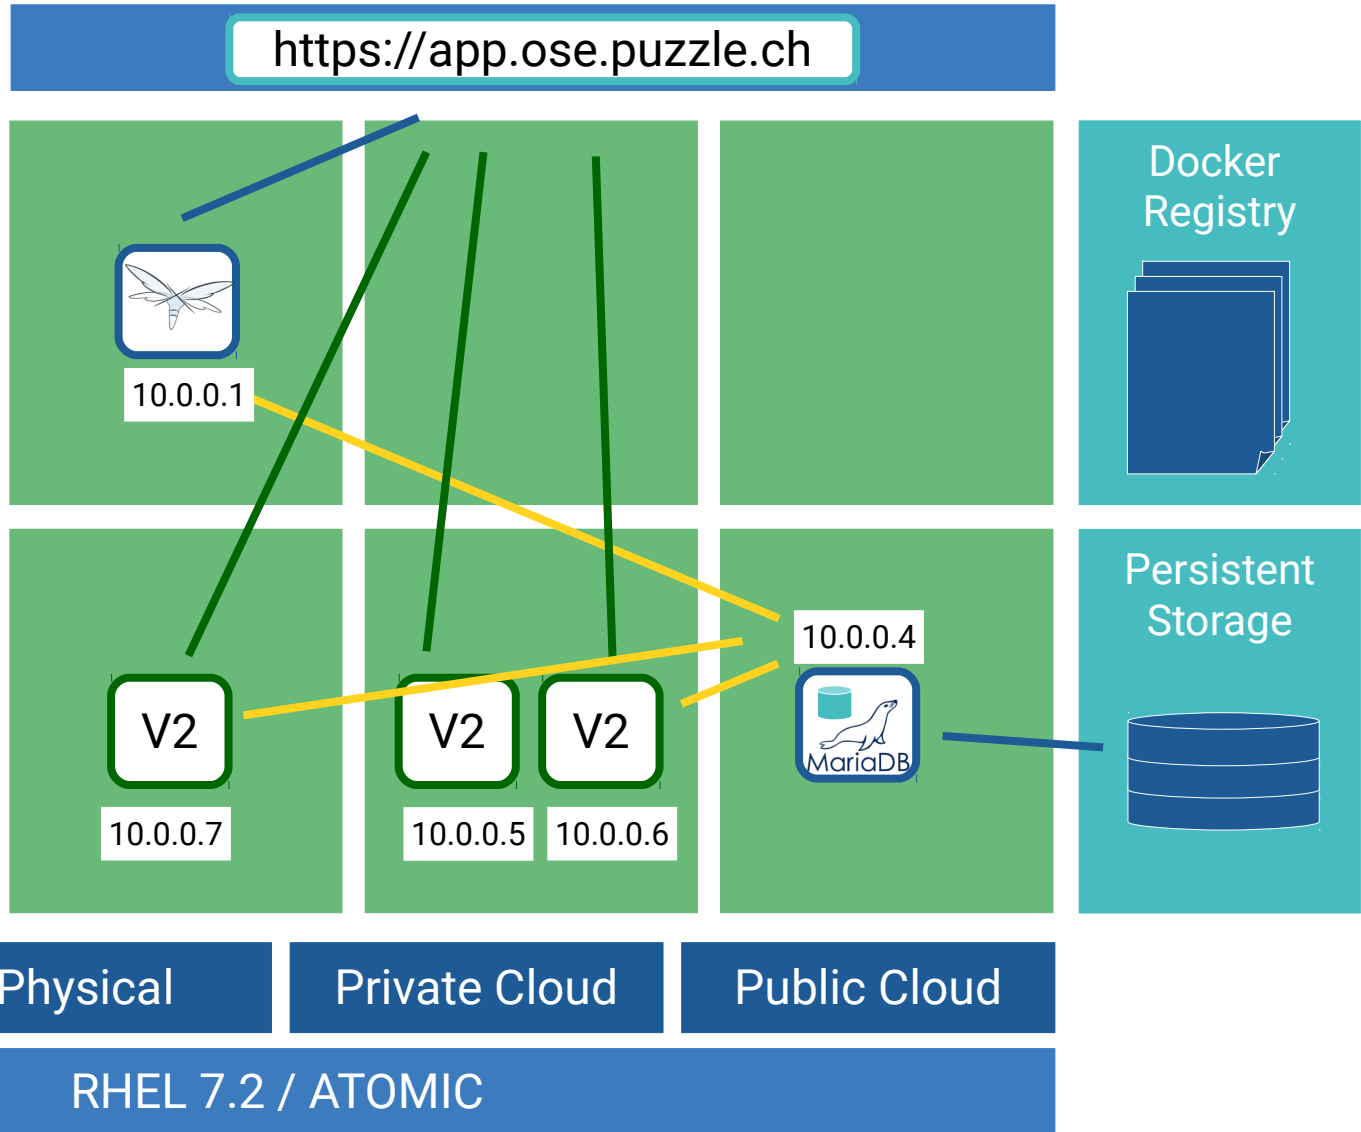 https://app.ose.puzzle.ch
Docker
Registry
10.0.0.1
Persistent
Storage
10.0.0.4
V2
V2
V2
MariaDB
10.0.0.7
10.0.0.5
10.0.0.6
Physical
Private Cloud
Public Cloud
RHEL 7.2 / ATOMIC